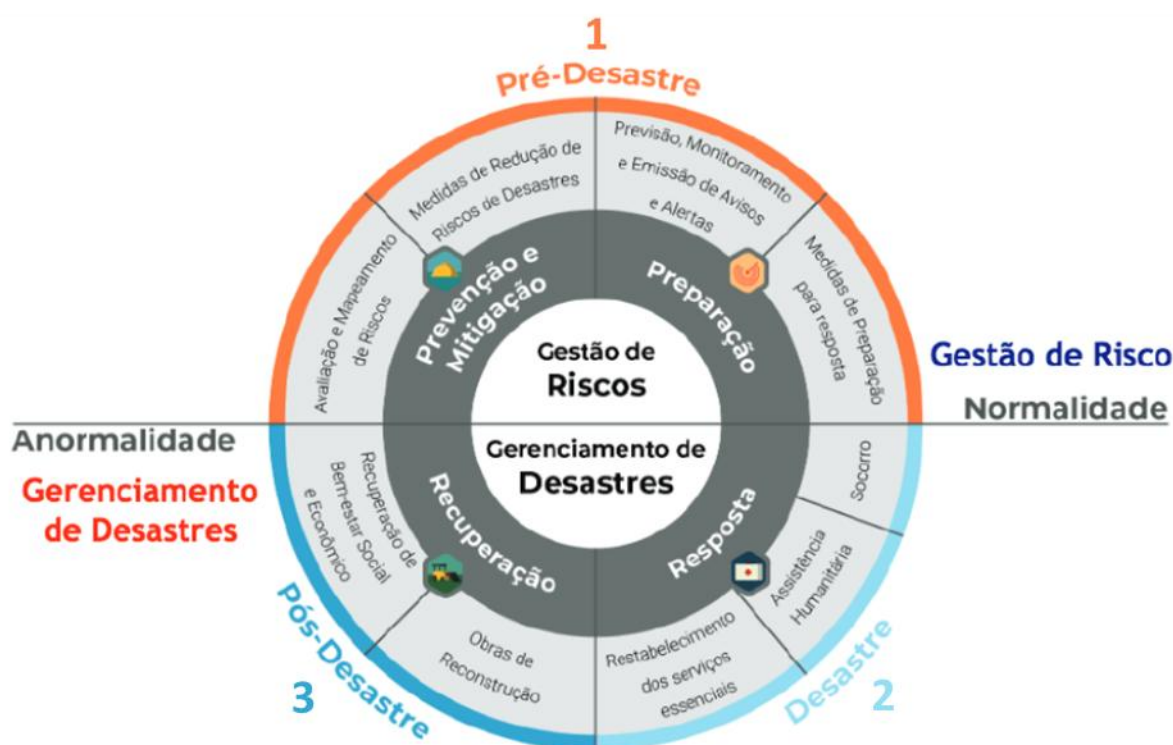 1
Pré-Desastre
Medidas de Redução de
Riscos de Desastres
Previsão, Monitoramento
e Emissão de Avisos
e Alertas
Avaliação e Mapeamento
de Riscos
Prevenção e
Mitigação
Preparação
Medidas de Preparação
para resposta
Gestão de
Riscos
Gestão de Risco
Normalidade
Anormalidade
Gerenciamento
de Desastres
Gerenciamento de
Desastres
Recuperação de
Bem-estar Social
e Econômico
Recuperação
Resposta
Socorro
Assistência
Humanitária
Obras de
Reconstrução
Restabelecimento
dos serviços
essenciais
Pós-Desastre
3
Desastre
2